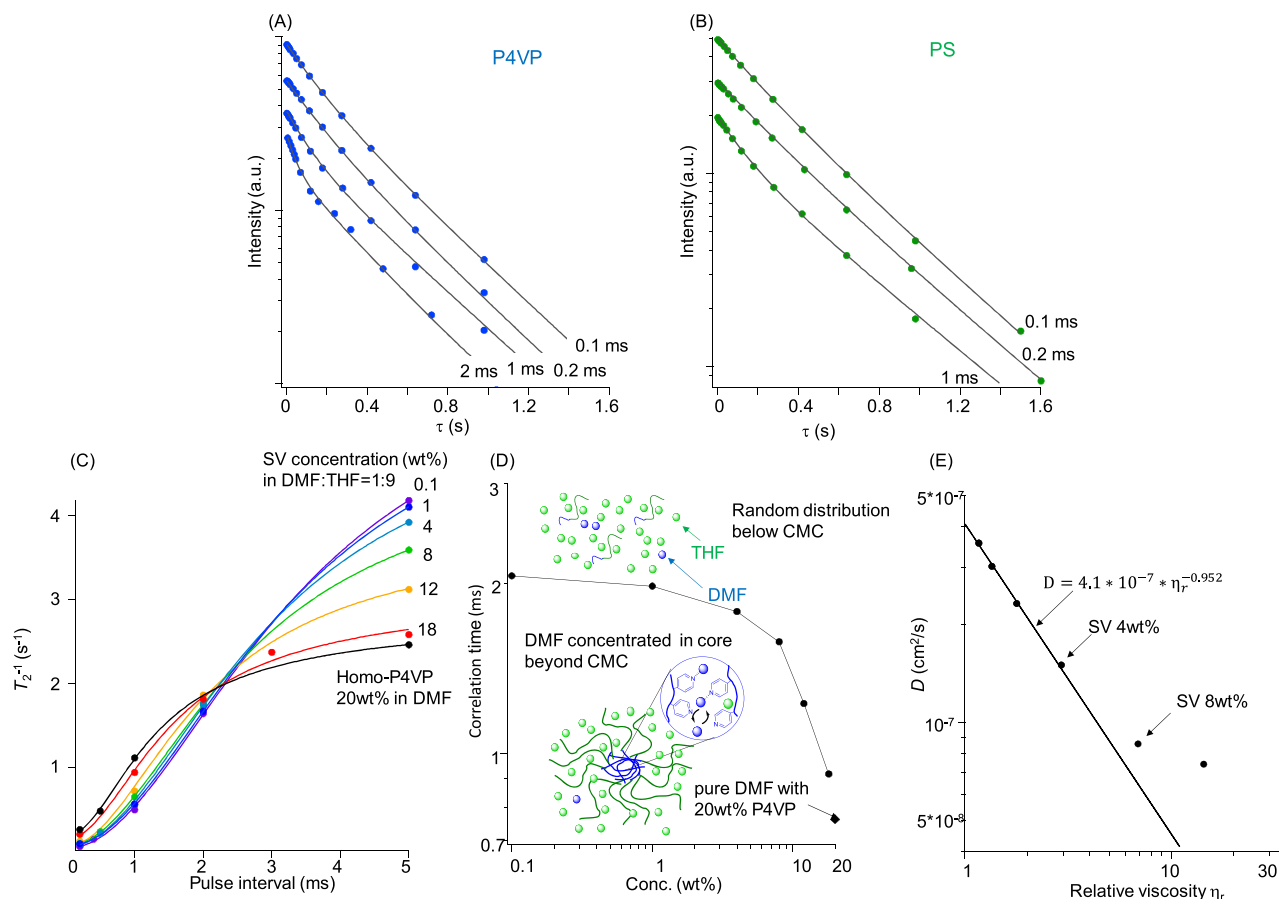 (A)
P4VP
Intensity (a.u.)
0.1 ms
0.2 ms
1 ms
2 ms
0 0.4 0.8 1.2 1.6
τ (s)
(B)
PS
Intensity (a.u.)
0.1 ms
0.2 ms
1 ms
0 0.4 0.8 1.2 1.6
τ (s)
(C)
SV concentration (wt%)
in DMF:THF=1:9
0.1
1
4
8
12
18
Homo-P4VP
20wt% in DMF
T2-1 (s-1)
4
3
2
1
0
0 1 2 3 4 5
Pulse interval (ms)
(D)
3
2
1
0.7
Correlation time (ms)
Random distribution
below CMC
THF
DMF
DMF concentrated in core
beyond CMC
N
N
N
N
pure DMF with
20wt% P4VP
0.1 1 10 20
Conc. (wt%)
(E)
5*10-7
10-7
5*10-8
D (cm2/s)
D = 4.1 * 10-7 * ηr-0.952
SV 4wt%
SV 8wt%
1 10 30
Relative viscosity ηr